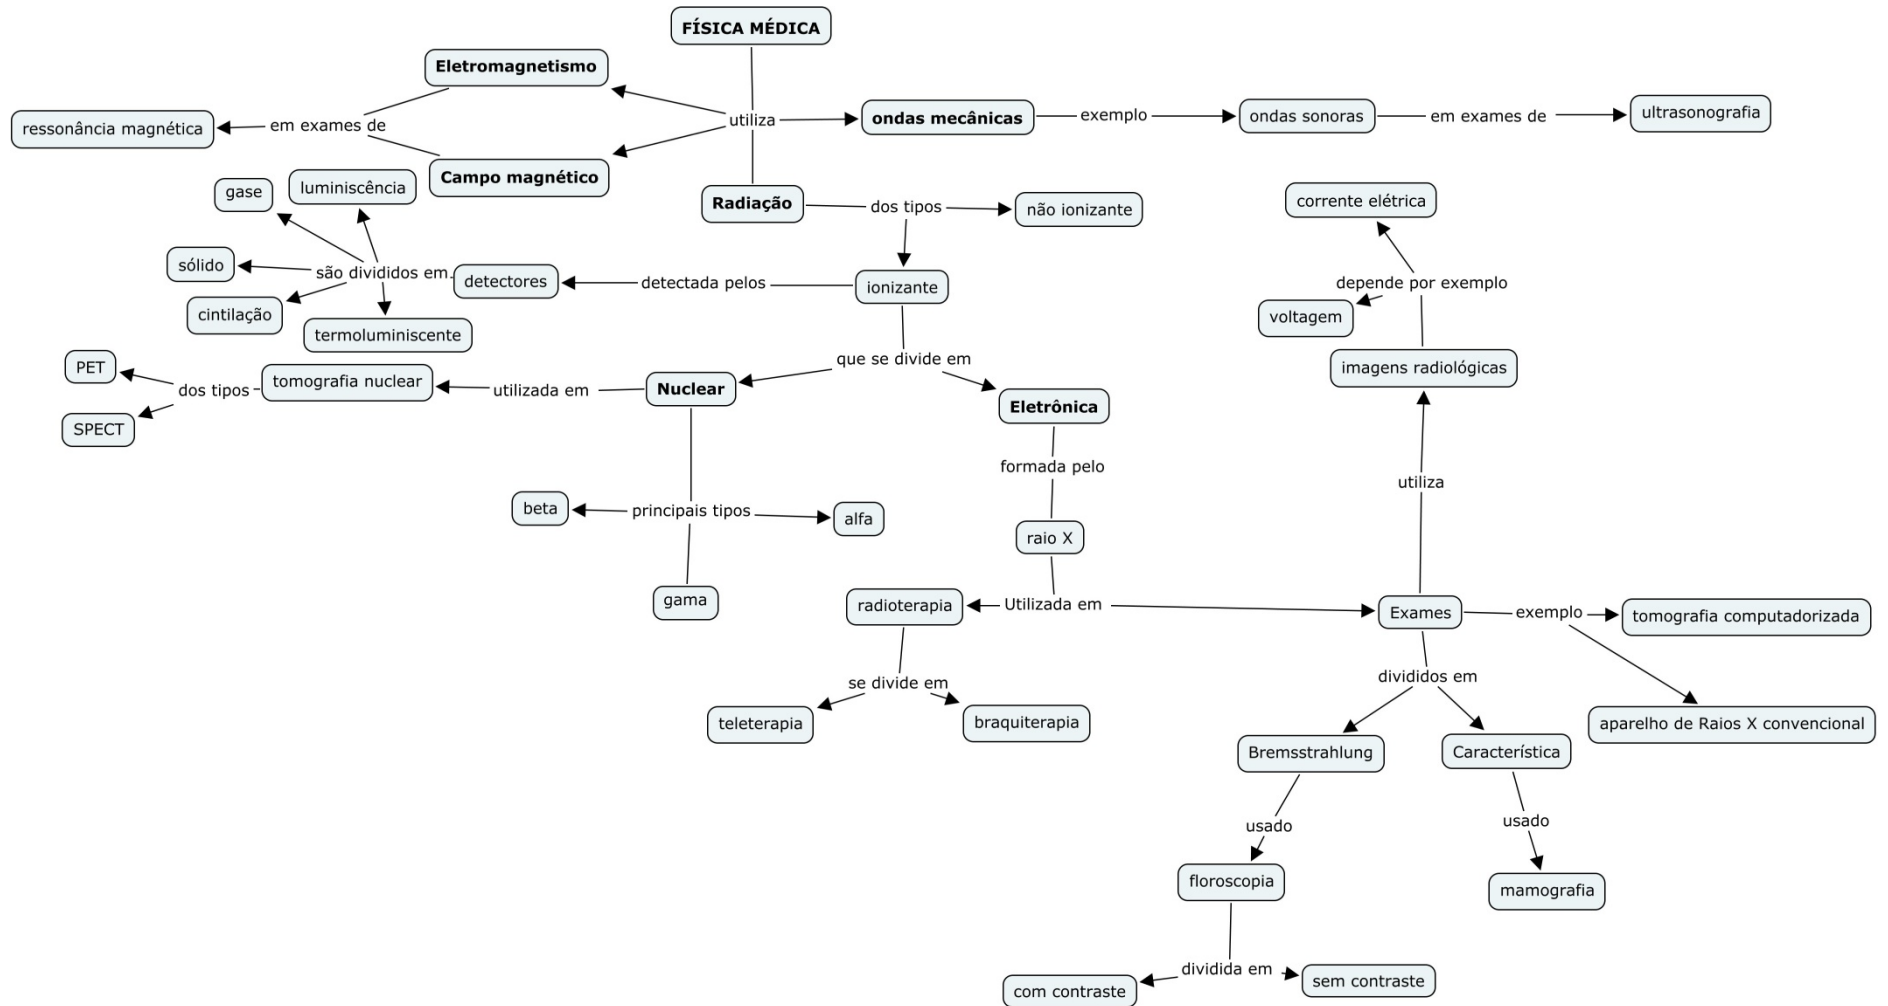 FÍSICA MÉDICA
Eletromagnetismo
ressonância magnética
em exames de
utiliza
ondas mecânicas
exemplo
ondas sonoras
em exames de
ultrasonografia
Campo magnético
luminiscência
gase
Radiação
dos tipos
não ionizante
corrente elétrica
sólido
são divididos em
detectores
detectada pelos
ionizante
depende por exemplo
cintilação
termoluminiscente
voltagem
PET
dos tipos
tomografia nuclear
utilizada em
Nuclear
que se divide em
imagens radiológicas
SPECT
Eletrônica
formada pelo
utiliza
beta
principais tipos
alfa
raio X
gama
radioterapia
Utilizada em
Exames
exemplo
tomografia computadorizada
se divide em
divididos em
teleterapia
braquiterapia
aparelho de Raios X convencional
Bremsstrahlung
Característica
usado
usado
floroscopia
mamografia
dividida em
com contraste
sem contraste